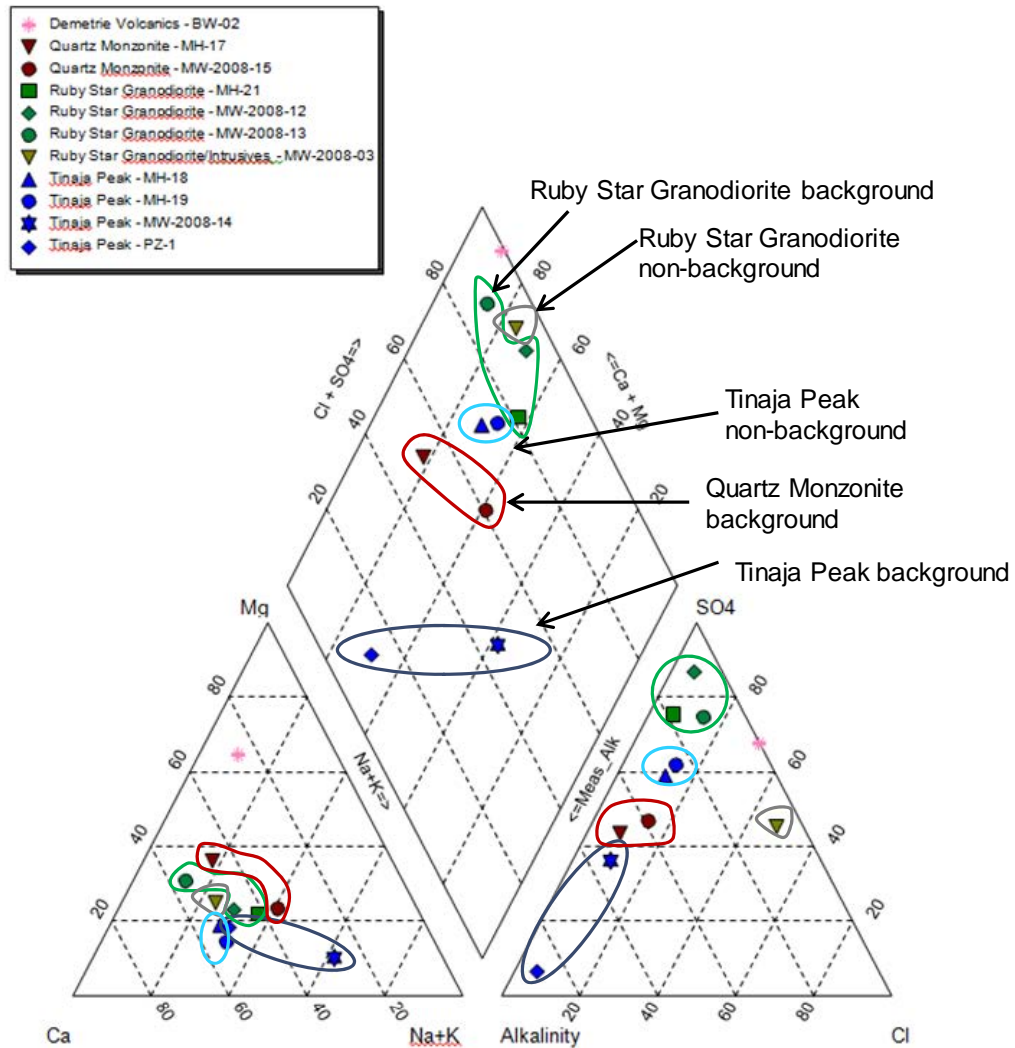 Demetrie Volcanics - BW-02
Quartz Monzonite - MH-17
Quartz Monzonite - MW-2008-15
Ruby Star Granodiorite - MH-21
Ruby Star Granodiorite - MW-2008-12
Ruby Star Granodiorite - MW-2008-13
Ruby Star Granodiorite/Intrusives - MW-2008-03
Tinaja Peak - MH-18
Tinaja Peak - MH-19
Tinaja Peak - MW-2008-14
Tinaja Peak - PZ-1
Ruby Star Granodiorite background
Ruby Star Granodiorite
non-background
80
80
Cl + SO4=>
<=Ca + Mg
60
60
40
40
20
20
Tinaja Peak
non-background
Quartz Monzonite
background
Tinaja Peak background
Mg
SO4
80
80
60
60
40
40
20
20
Na+K=>
<=Meas_Alk
80
60
40
20
20
40
60
80
Ca
Na+K
Alkalinity
Cl